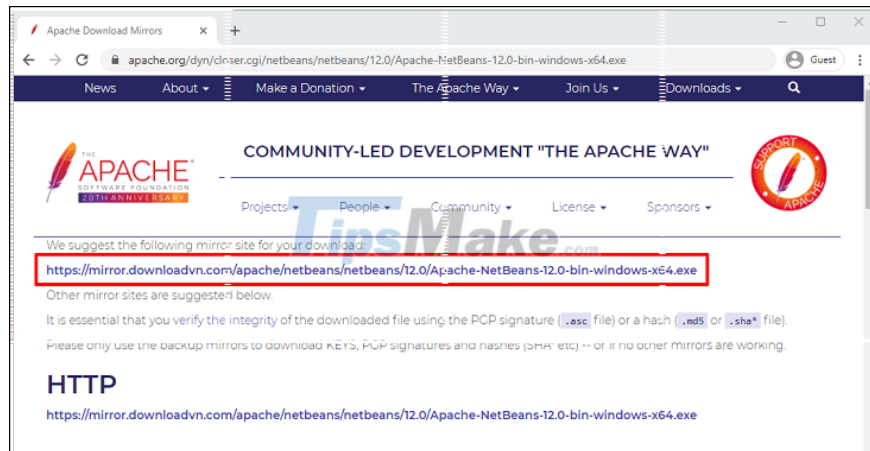 Apache Download Mirrors
apache.org/dyn/closer.cgi/netbeans/netbeans/12.0/Apache-NetBeans-12.0-bin-windows-x64.exe
Guest
News About Make a Donation The Apache Way Join Us Downloads
THE
APACHE
SOFTWARE FOUNDATION
20TH ANNIVERSARY
COMMUNITY-LED DEVELOPMENT "THE APACHE WAY"
SUPPORT
APACHE
Projects People Community License Sponsors
TipsMake.com
We suggest the following mirror site for your download:
https://mirror.downloadvn.com/apache/netbeans/netbeans/12.0/Apache-NetBeans-12.0-bin-windows-x64.exe
Other mirror sites are suggested below.
It is essential that you verify the integrity of the downloaded file using the PGP signature (.asc file) or a hash (.md5 or .sha* file).
Please only use the backup mirrors to download KEYS, PGP signatures and hashes (SHA* etc) -- or if no other mirrors are working.
HTTP
https://mirror.downloadvn.com/apache/netbeans/netbeans/12.0/Apache-NetBeans-12.0-bin-windows-x64.exe